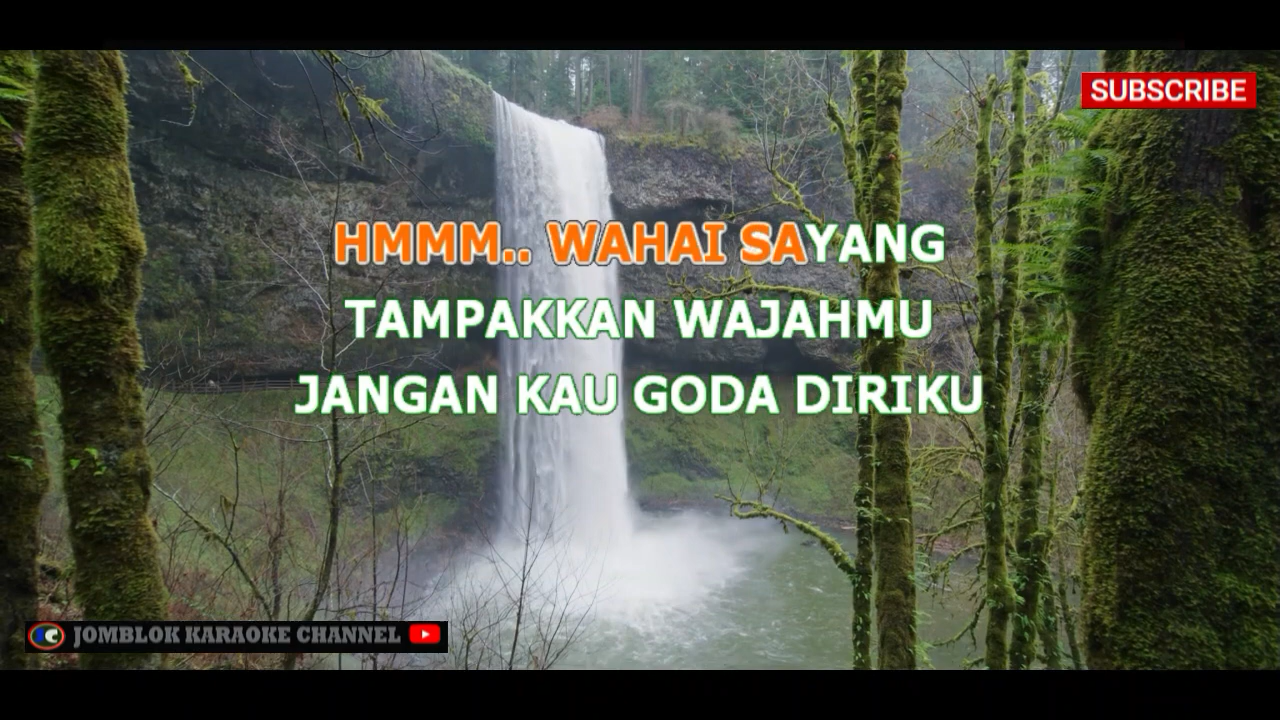 SUBSCRIBE
HMMM.. WAHAI SAYANG
TAMPAKKAN WAJAHMU
JANGAN KAU GODA DIRIKU
JOMBLOK KARAOKE CHANNEL